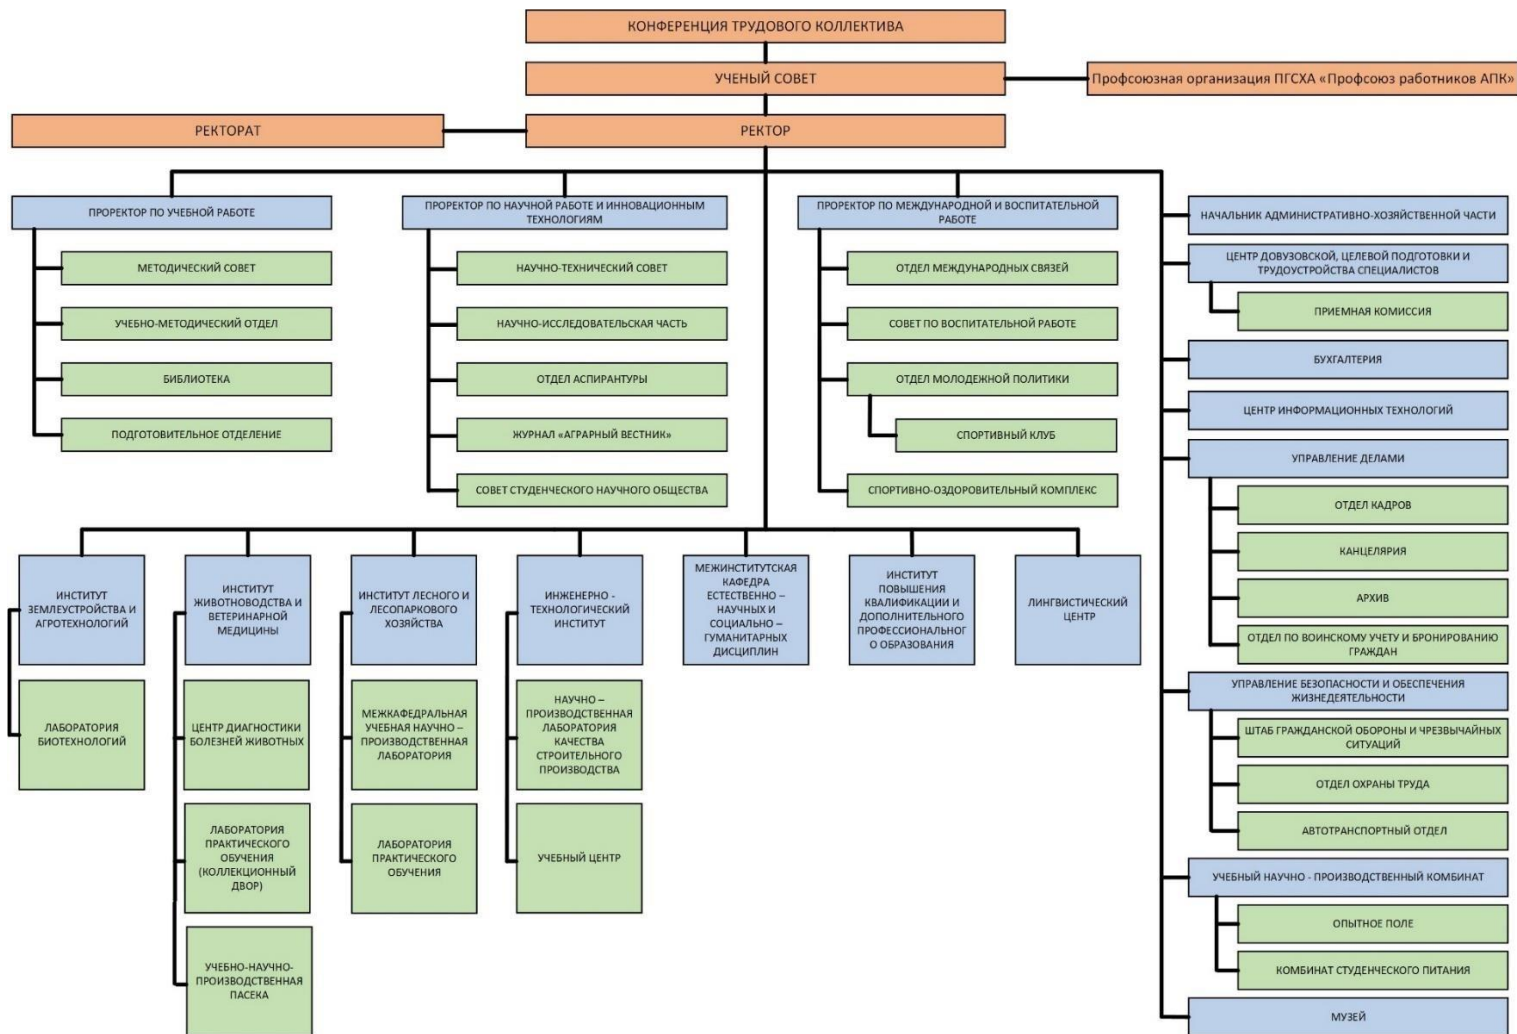 КОНФЕРЕНЦИЯ ТРУДОВОГО КОЛЛЕКТИВА
УЧЕНЫЙ СОВЕТ
Профсоюзная организация ПГСХА «Профсоюз работников АПК»
РЕКТОРАТ
РЕКТОР
ПРОРЕКТОР ПО УЧЕБНОЙ РАБОТЕ
МЕТОДИЧЕСКИЙ СОВЕТ
УЧЕБНО-МЕТОДИЧЕСКИЙ ОТДЕЛ
БИБЛИОТЕКА
ПОДГОТОВИТЕЛЬНОЕ ОТДЕЛЕНИЕ
ПРОРЕКТОР ПО НАУЧНОЙ РАБОТЕ И ИННОВАЦИОННЫМ
ТЕХНОЛОГИЯМ
НАУЧНО-ТЕХНИЧЕСКИЙ СОВЕТ
НАУЧНО-ИССЛЕДОВАТЕЛЬСКАЯ ЧАСТЬ
ОТДЕЛ АСПИРАНТУРЫ
ЖУРНАЛ «АГРАРНЫЙ ВЕСТНИК»
СОВЕТ СТУДЕНЧЕСКОГО НАУЧНОГО ОБЩЕСТВА
ПРОРЕКТОР ПО МЕЖДУНАРОДНОЙ И ВОСПИТАТЕЛЬНОЙ
РАБОТЕ
ОТДЕЛ МЕЖДУНАРОДНЫХ СВЯЗЕЙ
СОВЕТ ПО ВОСПИТАТЕЛЬНОЙ РАБОТЕ
ОТДЕЛ МОЛОДЕЖНОЙ ПОЛИТИКИ
СПОРТИВНЫЙ КЛУБ
СПОРТИВНО-ОЗДОРОВИТЕЛЬНЫЙ КОМПЛЕКС
НАЧАЛЬНИК АДМИНИСТРАТИВНО-ХОЗЯЙСТВЕННОЙ ЧАСТИ
ЦЕНТР ДОВУЗОВСКОЙ, ЦЕЛЕВОЙ ПОДГОТОВКИ И
ТРУДОУСТРОЙСТВА СПЕЦИАЛИСТОВ
ПРИЕМНАЯ КОМИССИЯ
БУХГАЛТЕРИЯ
ЦЕНТР ИНФОРМАЦИОННЫХ ТЕХНОЛОГИЙ
УПРАВЛЕНИЕ ДЕЛАМИ
ОТДЕЛ КАДРОВ
КАНЦЕЛЯРИЯ
АРХИВ
ОТДЕЛ ПО ВОИНСКОМУ УЧЕТУ И БРОНИРОВАНИЮ
ГРАЖДАН
УПРАВЛЕНИЕ БЕЗОПАСНОСТИ И ОБЕСПЕЧЕНИЯ
ЖИЗНЕДЕЯТЕЛЬНОСТИ
ШТАБ ГРАЖДАНСКОЙ ОБОРОНЫ И ЧРЕЗВЫЧАЙНЫХ
СИТУАЦИЙ
ОТДЕЛ ОХРАНЫ ТРУДА
АВТОТРАНСПОРТНЫЙ ОТДЕЛ
УЧЕБНЫЙ НАУЧНО - ПРОИЗВОДСТВЕННЫЙ КОМБИНАТ
ОПЫТНОЕ ПОЛЕ
КОМБИНАТ СТУДЕНЧЕСКОГО ПИТАНИЯ
МУЗЕЙ
ИНСТИТУТ
ЗЕМЛЕУСТРОЙСТВА И
АГРОТЕХНОЛОГИЙ
ЛАБОРАТОРИЯ
БИОТЕХНОЛОГИЙ
ИНСТИТУТ
ЖИВОТНОВОДСТВА И
ВЕТЕРИНАРНОЙ
МЕДИЦИНЫ
ЦЕНТР ДИАГНОСТИКИ
БОЛЕЗНЕЙ ЖИВОТНЫХ
ЛАБОРАТОРИЯ
ПРАКТИЧЕСКОГО
ОБУЧЕНИЯ
(КОЛЛЕКЦИОННЫЙ
ДВОР)
УЧЕБНО-НАУЧНО-
ПРОИЗВОДСТВЕННАЯ
ПАСЕКА
ИНСТИТУТ ЛЕСНОГО И
ЛЕСОПАРКОВОГО
ХОЗЯЙСТВА
МЕЖКАФЕДРАЛЬНАЯ
УЧЕБНАЯ НАУЧНО –
ПРОИЗВОДСТВЕННАЯ
ЛАБОРАТОРИЯ
ЛАБОРАТОРИЯ
ПРАКТИЧЕСКОГО
ОБУЧЕНИЯ
ИНЖЕНЕРНО -
ТЕХНОЛОГИЧЕСКИЙ
ИНСТИТУТ
НАУЧНО –
ПРОИЗВОДСТВЕННАЯ
ЛАБОРАТОРИЯ
КАЧЕСТВА
СТРОИТЕЛЬНОГО
ПРОИЗВОДСТВА
УЧЕБНЫЙ ЦЕНТР
МЕЖИНСТИТУТСКАЯ
КАФЕДРА
ЕСТЕСТВЕННО –
НАУЧНЫХ И
СОЦИАЛЬНО –
ГУМАНИТАРНЫХ
ДИСЦИПЛИН
ИНСТИТУТ
ПОВЫШЕНИЯ
КВАЛИФИКАЦИИ И
ДОПОЛНИТЕЛЬНОГО
ПРОФЕССИОНАЛЬНОГ
О ОБРАЗОВАНИЯ
ЛИНГВИСТИЧЕСКИЙ
ЦЕНТР